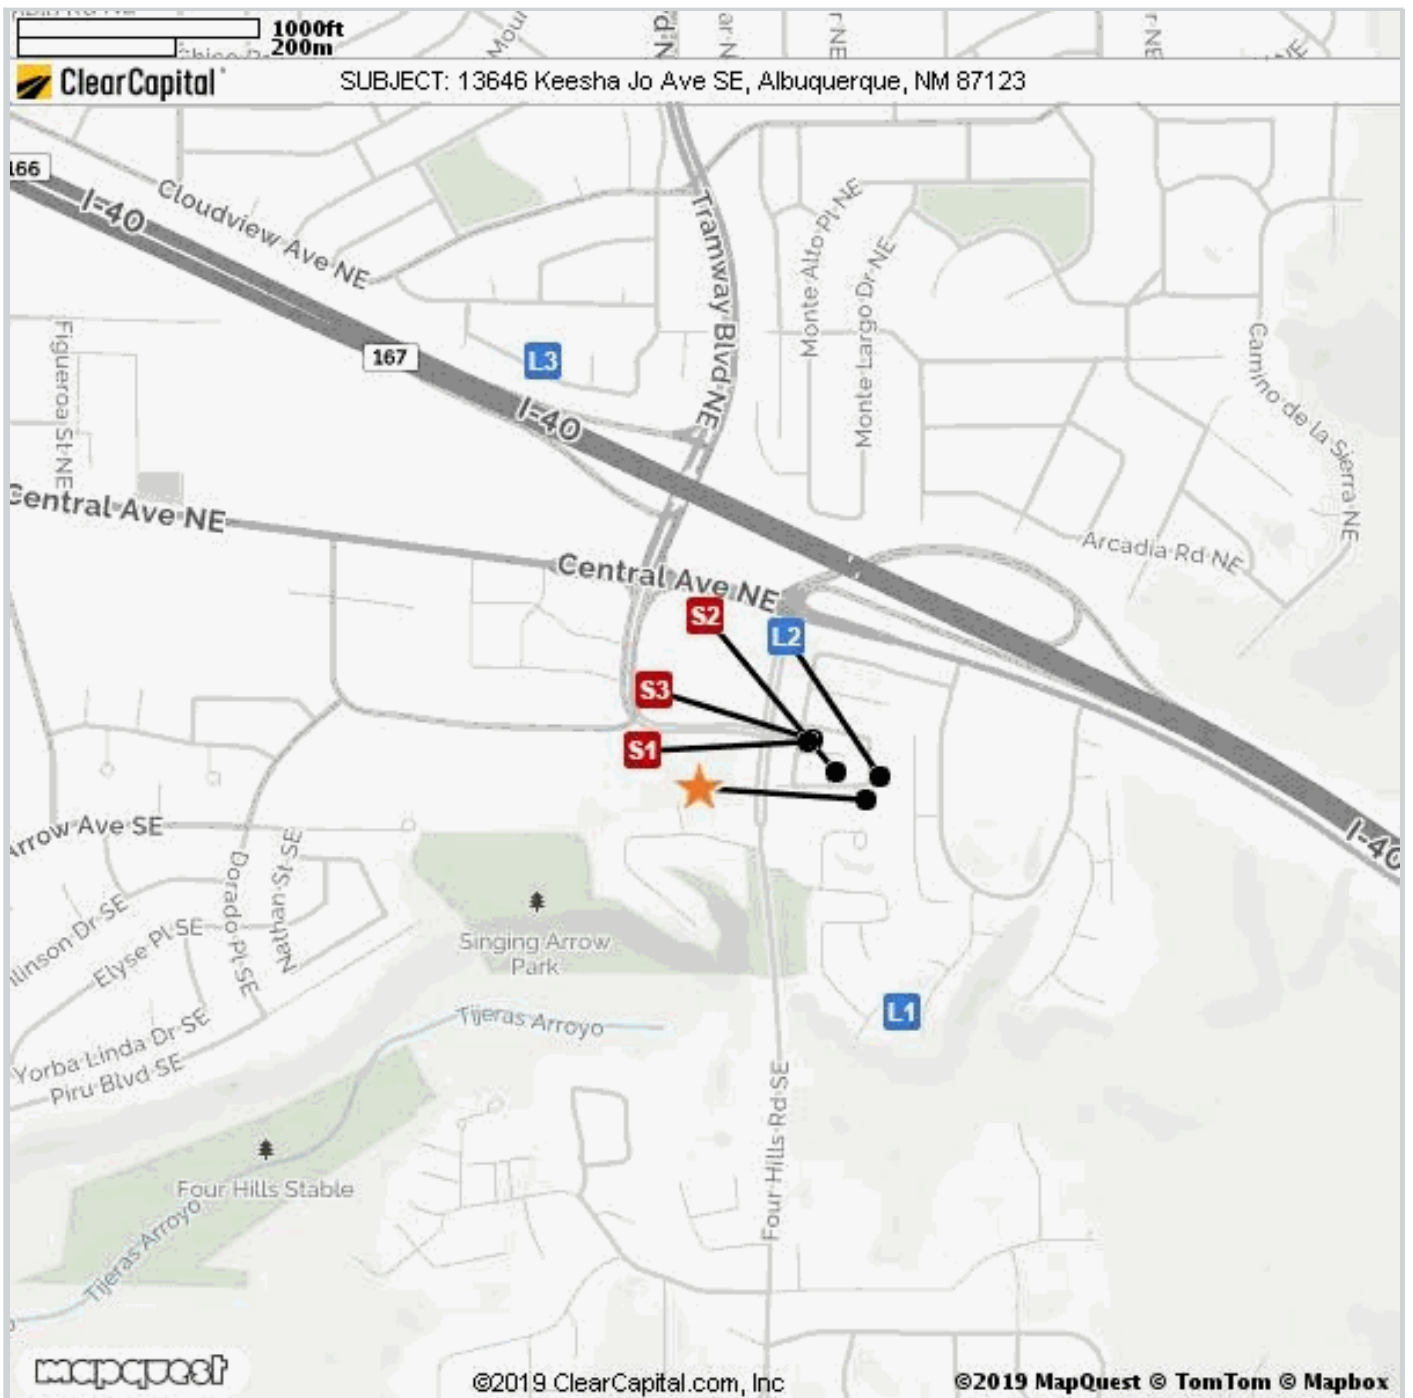 1000ft
200m
ClearCapital
SUBJECT: 13646 Keesha Jo Ave SE, Albuquerque, NM 87123
166
I-40
Cloudview Ave NE
Tramway Blvd NE
Monte Alto Pl NE
Monte Largo Dr NE
Camino de la Sierra NE
Figueroa St NE
167
L3
I-40
Central Ave NE
Central Ave NE
Arcadia Rd NE
S2
L2
S3
S1
I-40
Arrow Ave SE
Dorado Pl SE
Nathan St SE
Elyse Pl SE
Singing Arrow
Park
L1
Tijeras Arroyo
Yorba Linda Dr SE
Piru Blvd SE
Four Hills Rd SE
Four Hills Stable
Tijeras Arroyo
mapquest
©2019 ClearCapital.com, Inc
©2019 MapQuest © TomTom © Mapbox